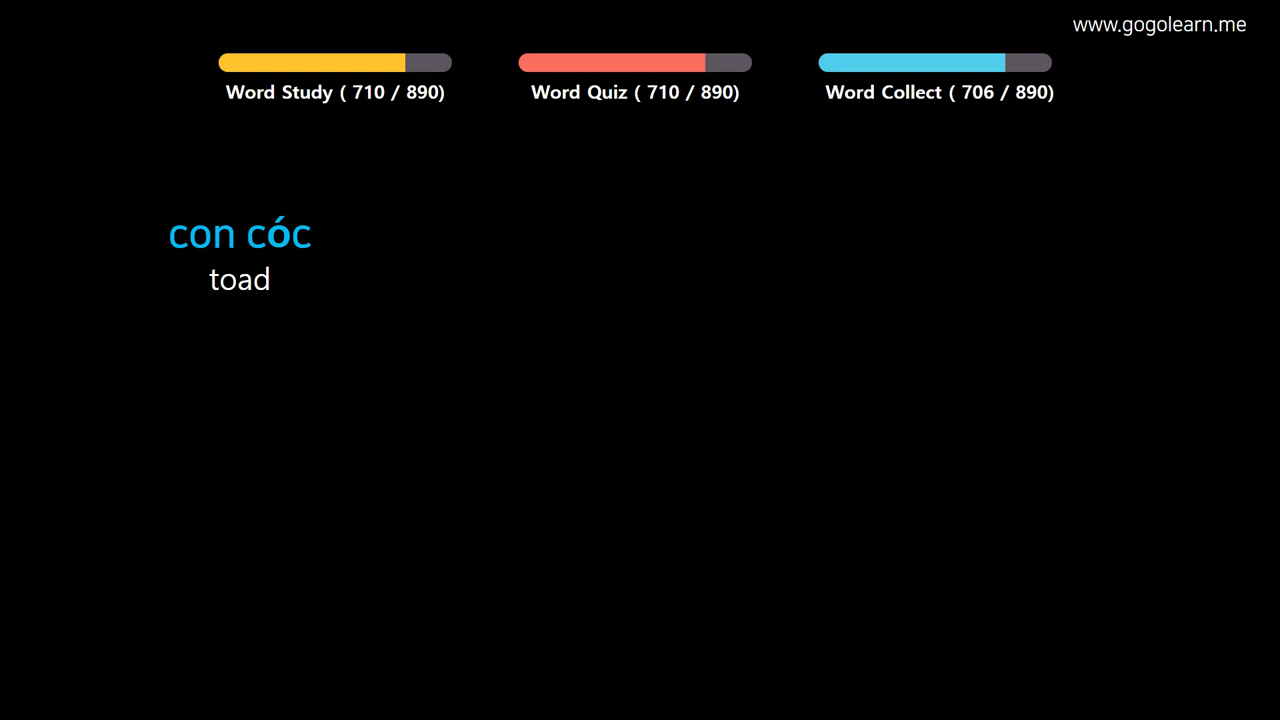 www.gogolearn.me
Word Study ( 710 / 890)
Word Quiz ( 710 / 890)
Word Collect ( 706 / 890)
con cóc
toad